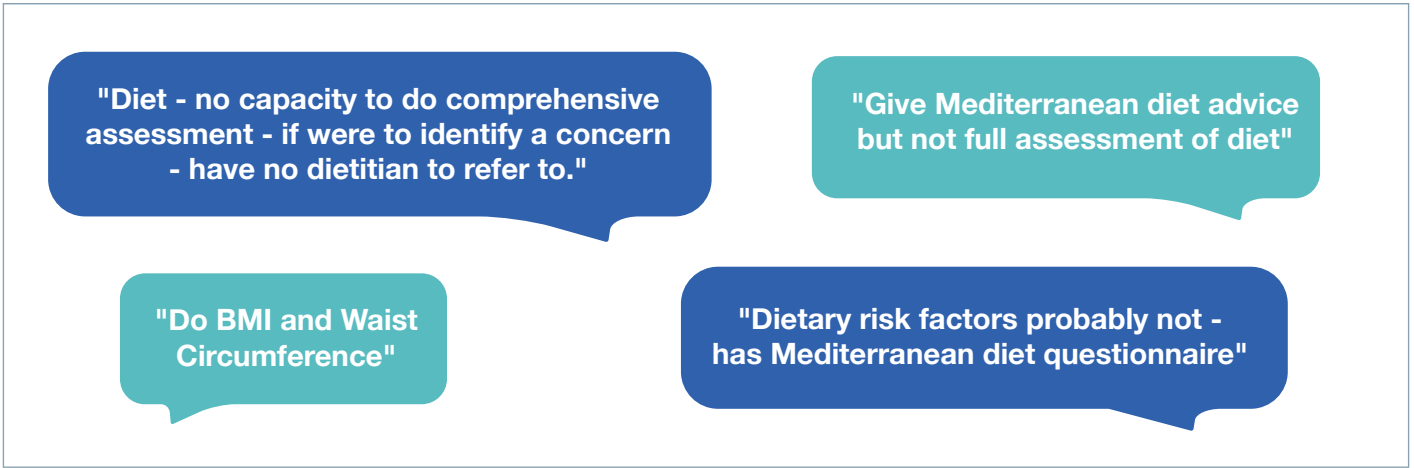 "Diet - no capacity to do comprehensive
assessment - if were to identify a concern
- have no dietitian to refer to."
"Give Mediterranean diet advice
but not full assessment of diet"
"Do BMI and Waist
Circumference"
"Dietary risk factors probably not -
has Mediterranean diet questionnaire"